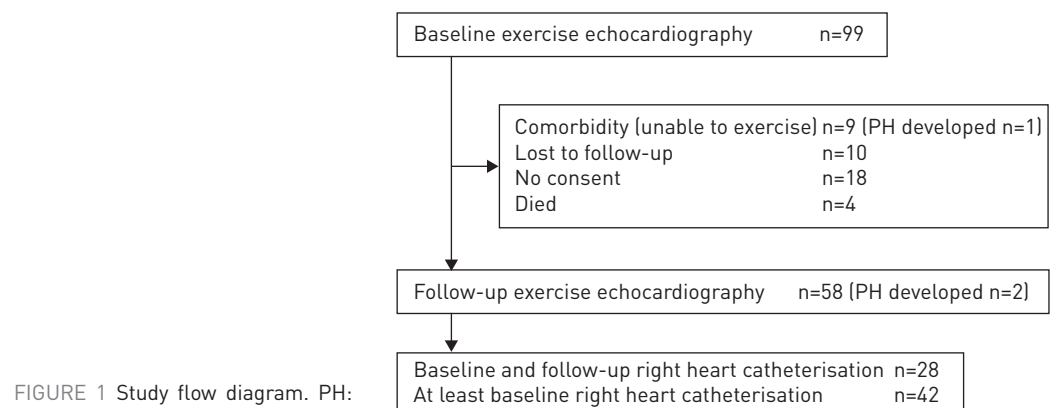 Baseline exercise echocardiography n=99
Comorbidity (unable to exercise) n=9 (PH developed n=1)
Lost to follow-up n=10
No consent n=18
Died n=4
Follow-up exercise echocardiography n=58 (PH developed n=2)
Baseline and follow-up right heart catheterisation n=28
At least baseline right heart catheterisation n=42
FIGURE 1 Study flow diagram. PH: